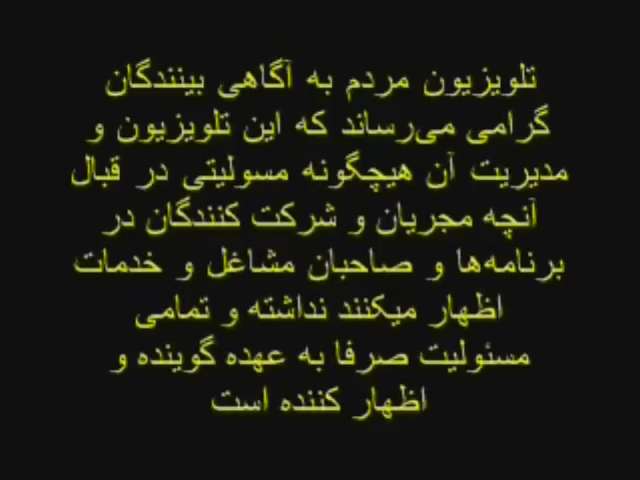 تلویزیون مردم به آگاهی بینندگان
گرامی می‌رساند که این تلویزیون و
مدیریت آن هیچگونه مسولیتی در قبال
آنچه مجریان و شرکت کنندگان در
برنامه‌ها و صاحبان مشاغل و خدمات
اظهار میکنند نداشته و تمامی
مسئولیت صرفا به عهده گوینده و
اظهار کننده است